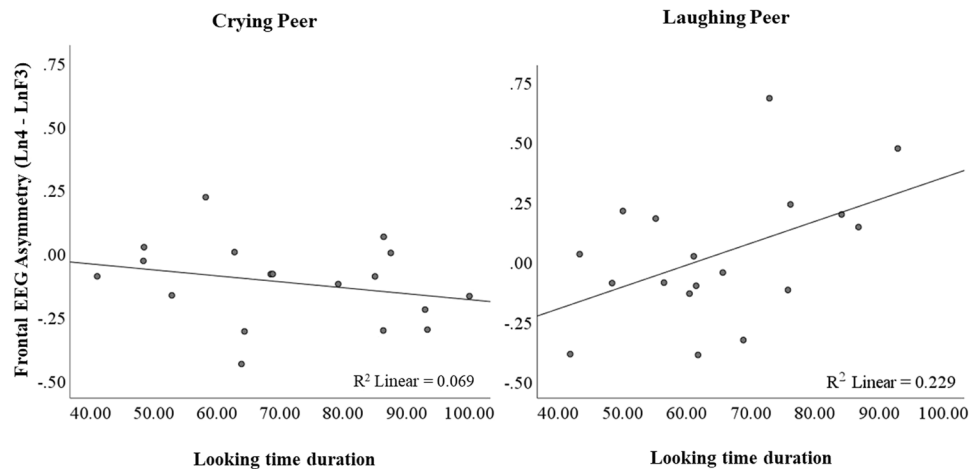 Crying Peer
Frontal EEG Asymmetry (Ln4 - LnF3)
.75
.50
.25
.00
-.25
-.50
R² Linear = 0.069
40.00 50.00 60.00 70.00 80.00 90.00 100.00
Looking time duration
Laughing Peer
.75
.50
.25
.00
-.25
-.50
R² Linear = 0.229
40.00 50.00 60.00 70.00 80.00 90.00 100.00
Looking time duration